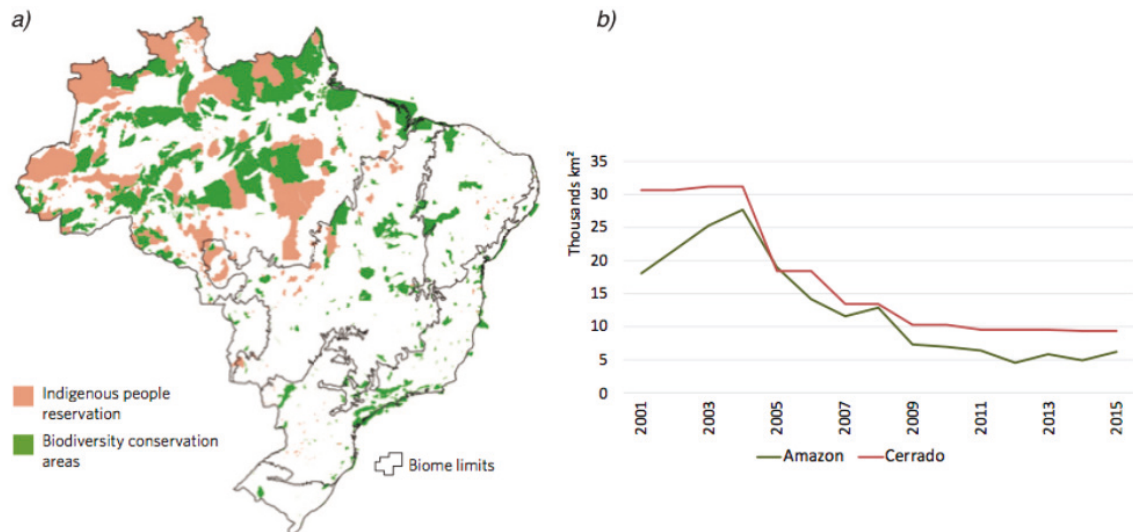 a)
b)
Indigenous people
reservation
Biodiversity conservation
areas
Biome limits
Thousands km²
35
30
25
20
15
10
5
0
2001
2003
2005
2007
2009
2011
2013
2015
Amazon
Cerrado